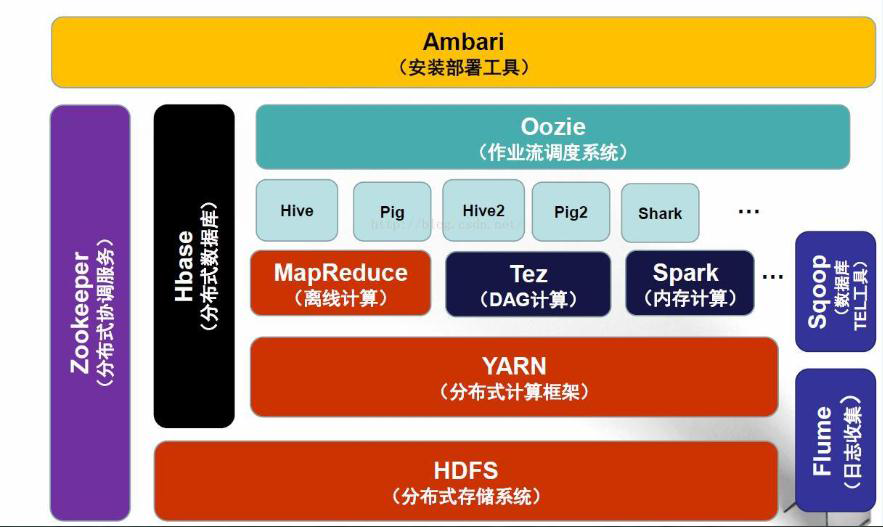 Ambari
（安装部署工具）
Zookeeper
（分布式协调服务）
Hbase
（分布式数据库）
Oozie
（作业流调度系统）
Hive
Pig
Hive2
Pig2
Shark
...
http://blog.csdn.net/
MapReduce
（离线计算）
Tez
（DAG计算）
Spark
（内存计算）
...
Sqoop
（数据库
TEL工具）
YARN
（分布式计算框架）
Flume
（日志收集）
HDFS
（分布式存储系统）